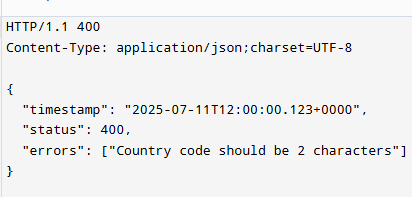 HTTP/1.1 400
Content-Type: application/json;charset=UTF-8

{
  "timestamp": "2025-07-11T12:00:00.123+0000",
  "status": 400,
  "errors": ["Country code should be 2 characters"]
}